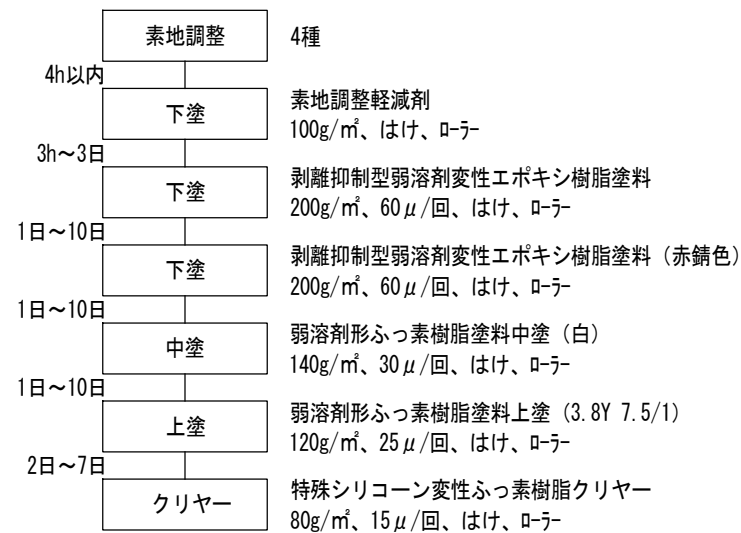 素地調整 4種
4h以内
下塗 素地調整軽減剤
100g/㎡、はけ、ﾛｰﾗｰ
3h～3日
下塗 剥離抑制型弱溶剤変性エポキシ樹脂塗料
200g/㎡、60μ/回、はけ、ﾛｰﾗｰ
1日～10日
下塗 剥離抑制型弱溶剤変性エポキシ樹脂塗料（赤錆色）
200g/㎡、60μ/回、はけ、ﾛｰﾗｰ
1日～10日
中塗 弱溶剤形ふっ素樹脂塗料中塗（白）
140g/㎡、30μ/回、はけ、ﾛｰﾗｰ
1日～10日
上塗 弱溶剤形ふっ素樹脂塗料上塗（3.8Y 7.5/1）
120g/㎡、25μ/回、はけ、ﾛｰﾗｰ
2日～7日
クリヤー 特殊シリコーン変性ふっ素樹脂クリヤー
80g/㎡、15μ/回、はけ、ﾛｰﾗｰ